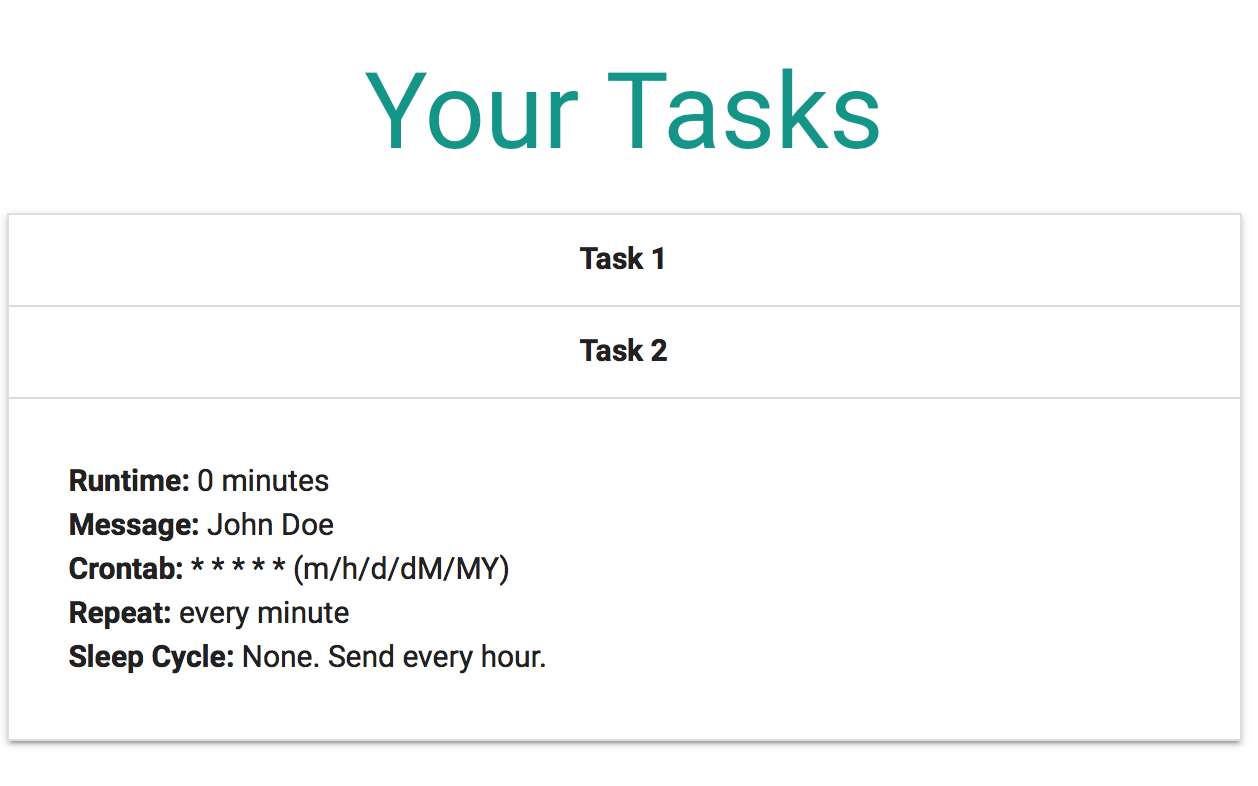 Your Tasks
Task 1
Task 2
Runtime: 0 minutes
Message: John Doe
Crontab: * * * * * (m/h/d/dM/MY)
Repeat: every minute
Sleep Cycle: None. Send every hour.